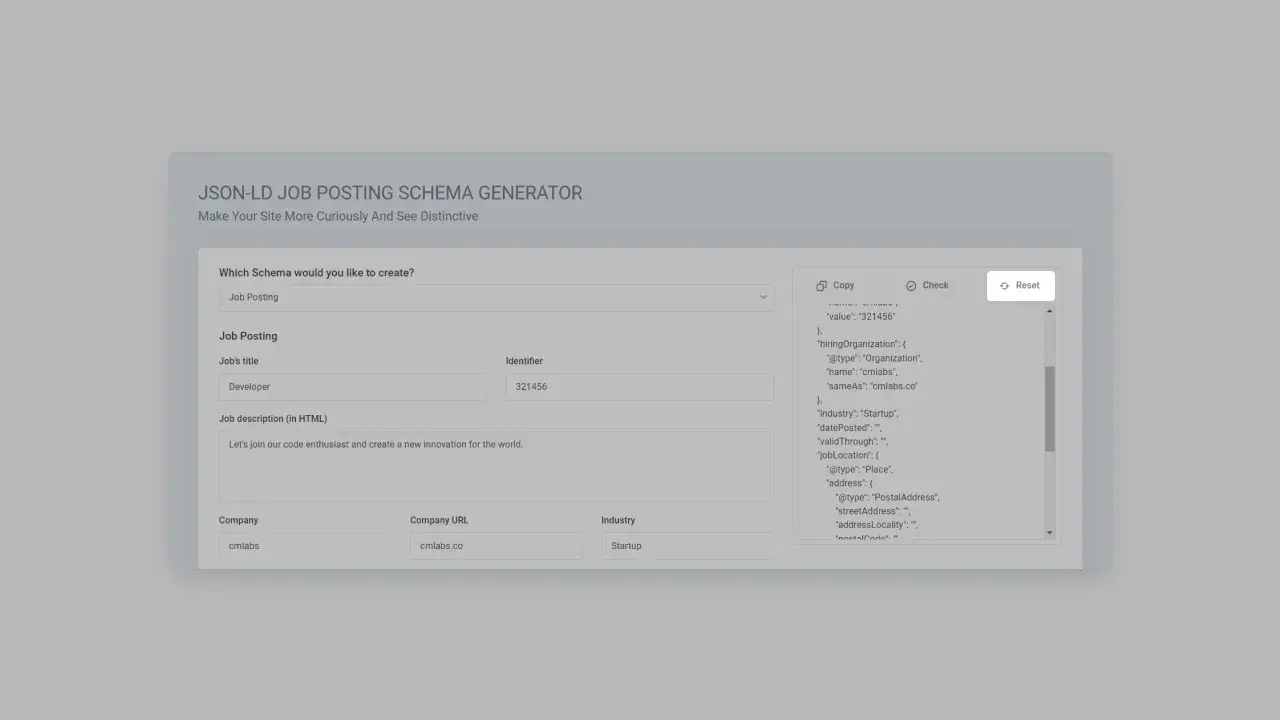 JSON-LD JOB POSTING SCHEMA GENERATOR
Make Your Site More Curiously And See Distinctive
Which Schema would you like to create?
Job Posting
Job Posting
Job's title
Identifier
Developer
321456
Job description (in HTML)
Let's join our code enthusiast and create a new innovation for the world.
Company
Company URL
Industry
cmlabs
cmlabs.co
Startup
Copy
Check
Reset
"name": "cmlabs",
"value": "321456"
},
"hiringOrganization": {
"@type": "Organization",
"name": "cmlabs",
"sameAs": "cmlabs.co"
},
"industry": "Startup",
"datePosted": "",
"validThrough": "",
"jobLocation": {
"@type": "Place",
"address": {
"@type": "PostalAddress",
"streetAddress": "",
"addressLocality": "",
"postalCode": ""